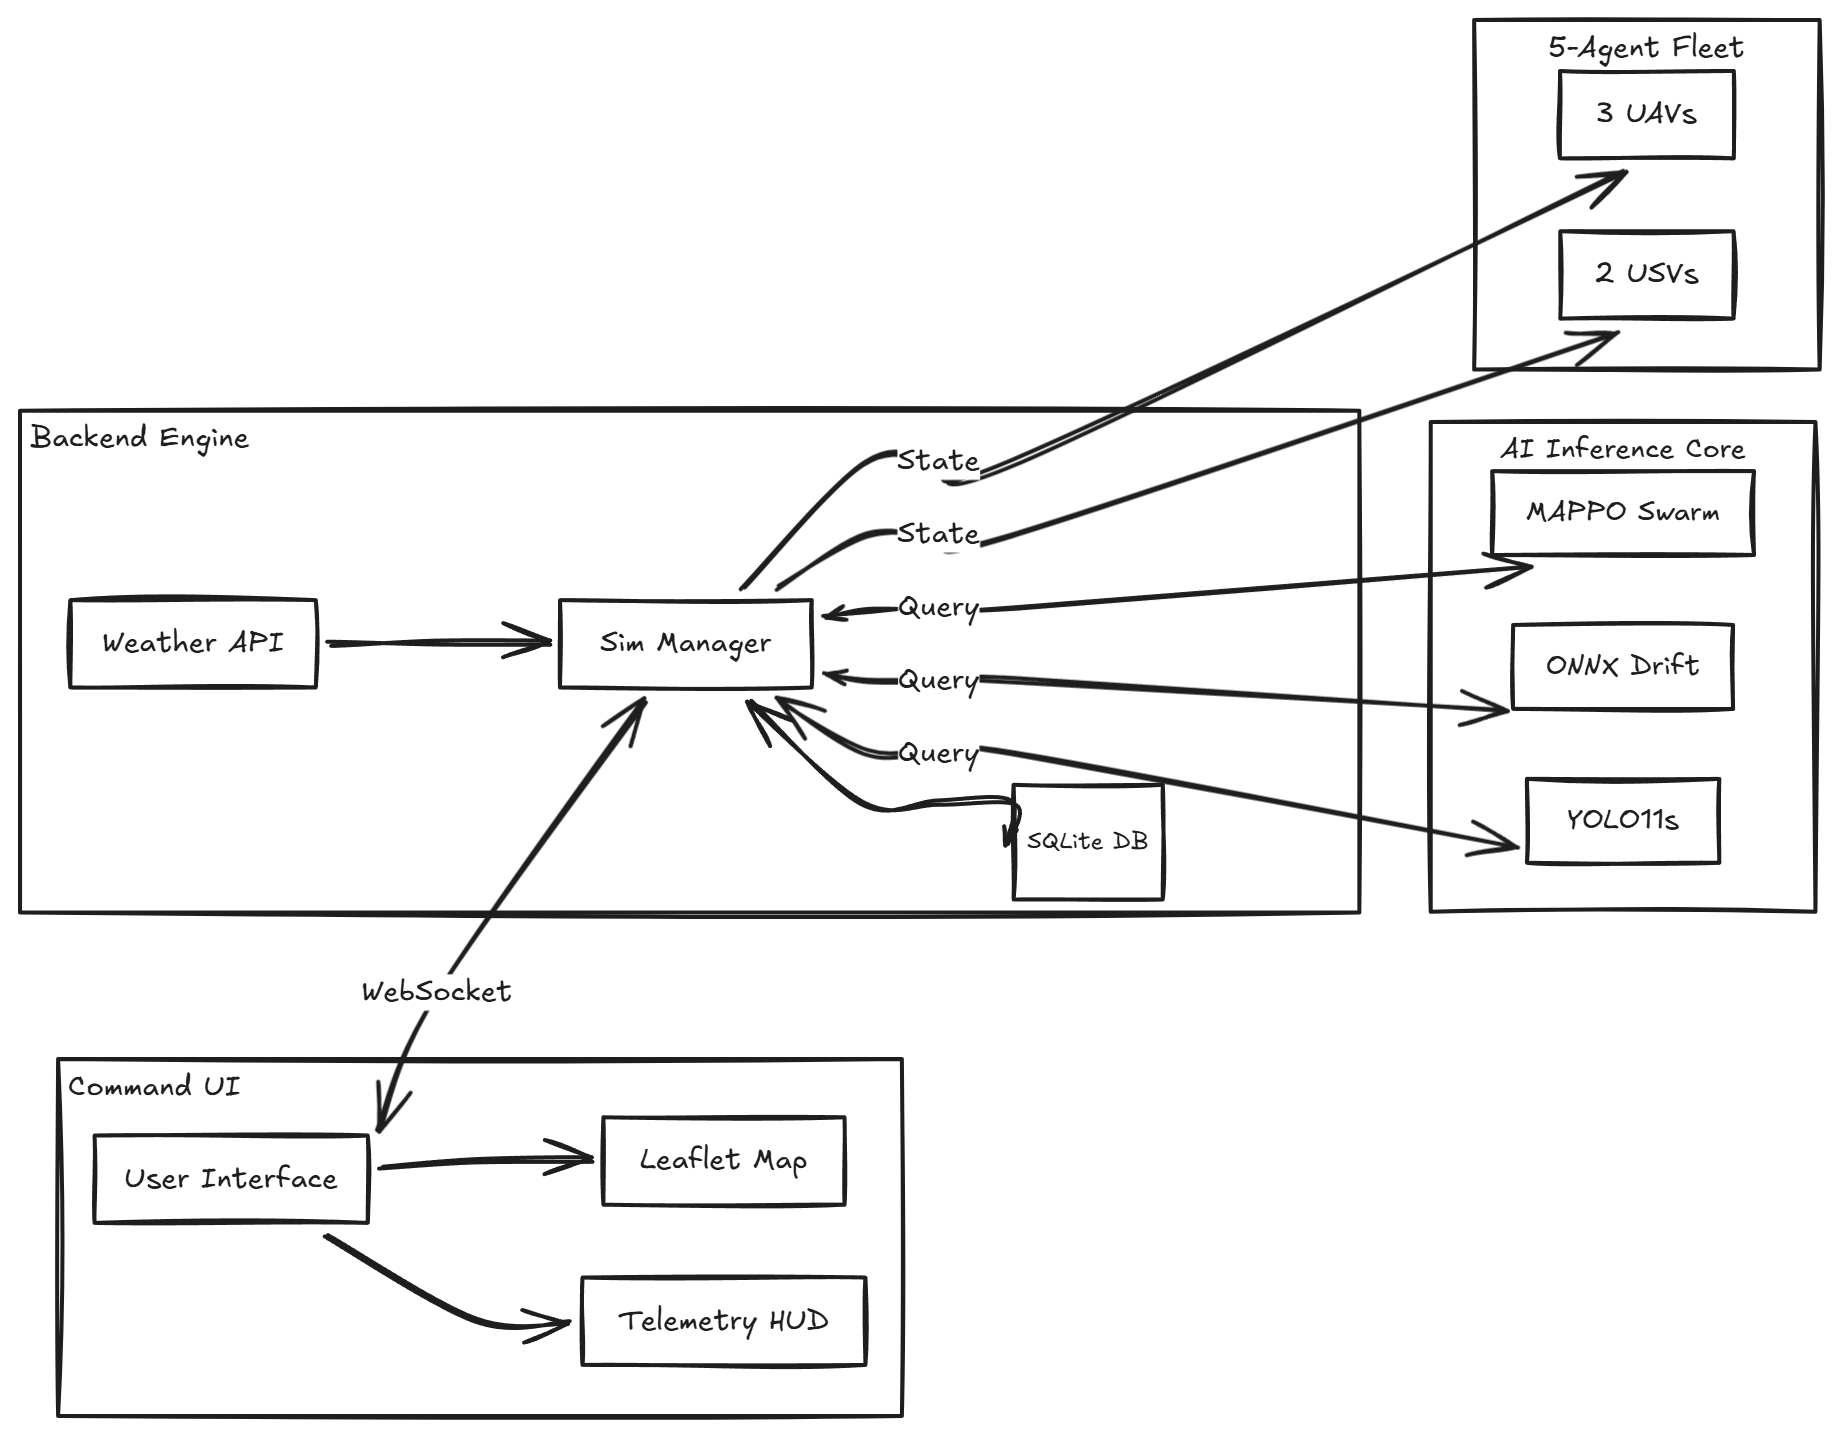 5-Agent Fleet
3 UAVs
2 USVs
Backend Engine
State
State
Query
Query
Query
Weather API
Sim Manager
SQLite DB
AI Inference Core
MAPPO Swarm
ONNX Drift
YOLO11s
WebSocket
Command UI
User Interface
Leaflet Map
Telemetry HUD